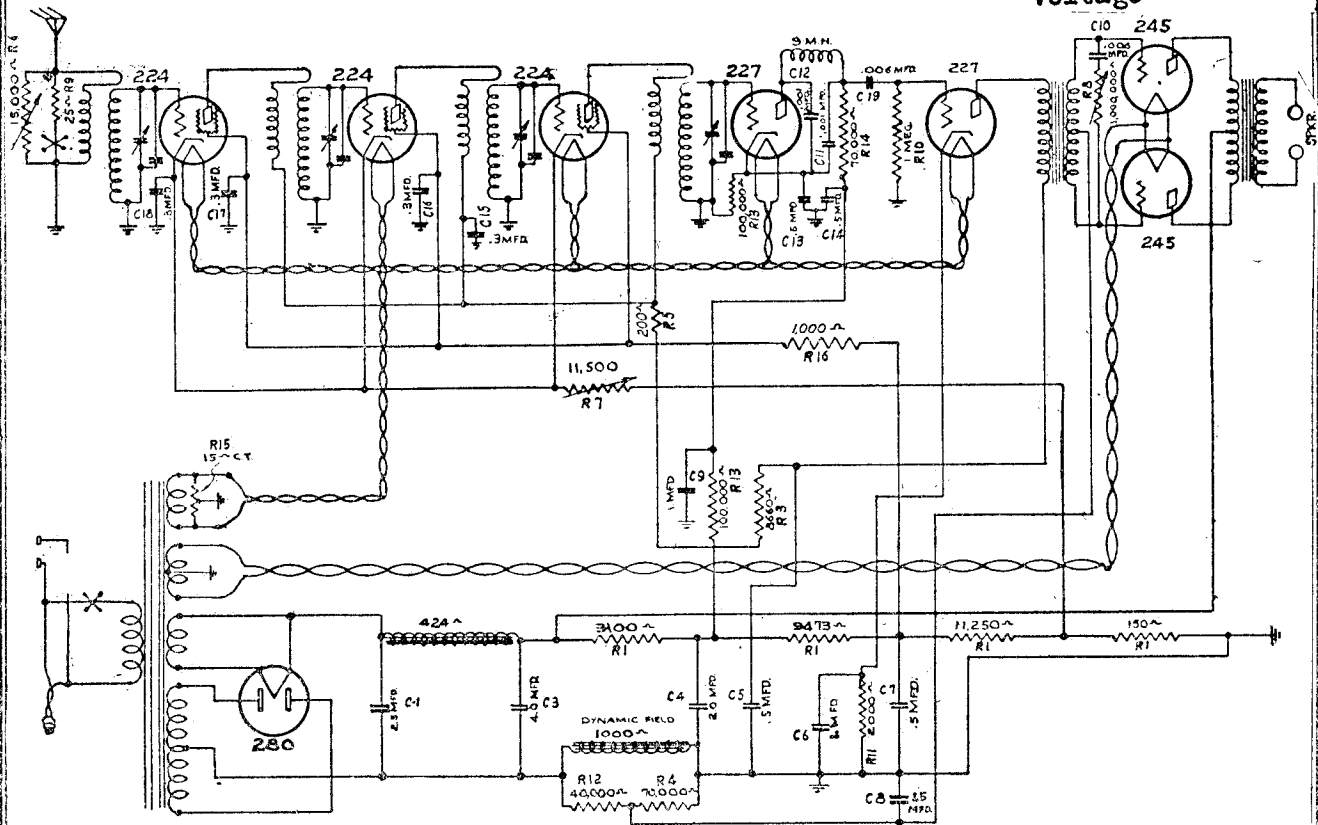 Voltage
15,000~ R4
25~ R9
224
224
224
227
9 M.H.
C12
.001 MFD.
C11
.001 MFD.
70,000~
R14
.006 MFD.
C19
1 MEG.
R10
227
C10
.006 MFD.
R8
100,000~
245
245
SPKR.
C18
.3 MFD.
.3 MFD.
C17
.3 MFD.
C16
C15
.3 MFD.
100,000~
R13
.5 MFD
C13
.5 MFD.
C14
200~
R5
1,000~
R16
11,500
R7
R15
15~ C.T.
1 MFD
C9
100,000~
R13
8660~
R3
424~
3100~
R1
9473~
R1
11,250~
R1
150~
R1
280
C-1
2.5 MFD.
4.0 MFD.
C3
C4
2.0 MFD.
C5
.5 MFD.
C6
R11
2000~
C7
.5 MFD.
DYNAMIC FIELD
1000~
R12
40,000~
R4
70,000~
C8
MFD.